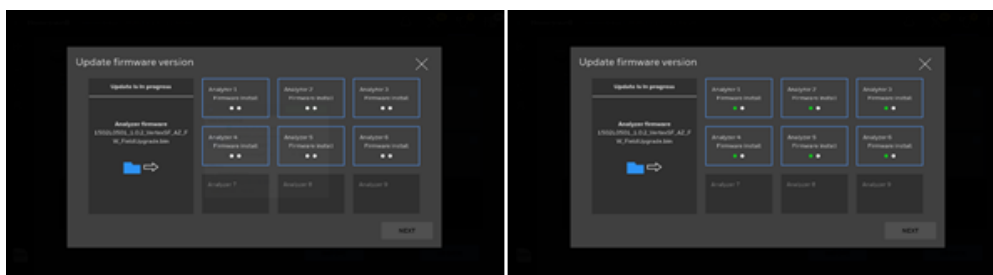 Update firmware version
Update is in progress
Analyzer firmware
Analyzer 1
Firmware install
Analyzer 2
Firmware install
Analyzer 3
Firmware install
Analyzer 4
Firmware install
Analyzer 5
Firmware install
Analyzer 6
Firmware install
Analyzer 7
Analyzer 8
Analyzer 9
NEXT
Update firmware version
Update is in progress
Analyzer firmware
Analyzer 1
Firmware install
Analyzer 2
Firmware install
Analyzer 3
Firmware install
Analyzer 4
Firmware install
Analyzer 5
Firmware install
Analyzer 6
Firmware install
Analyzer 7
Analyzer 8
Analyzer 9
NEXT